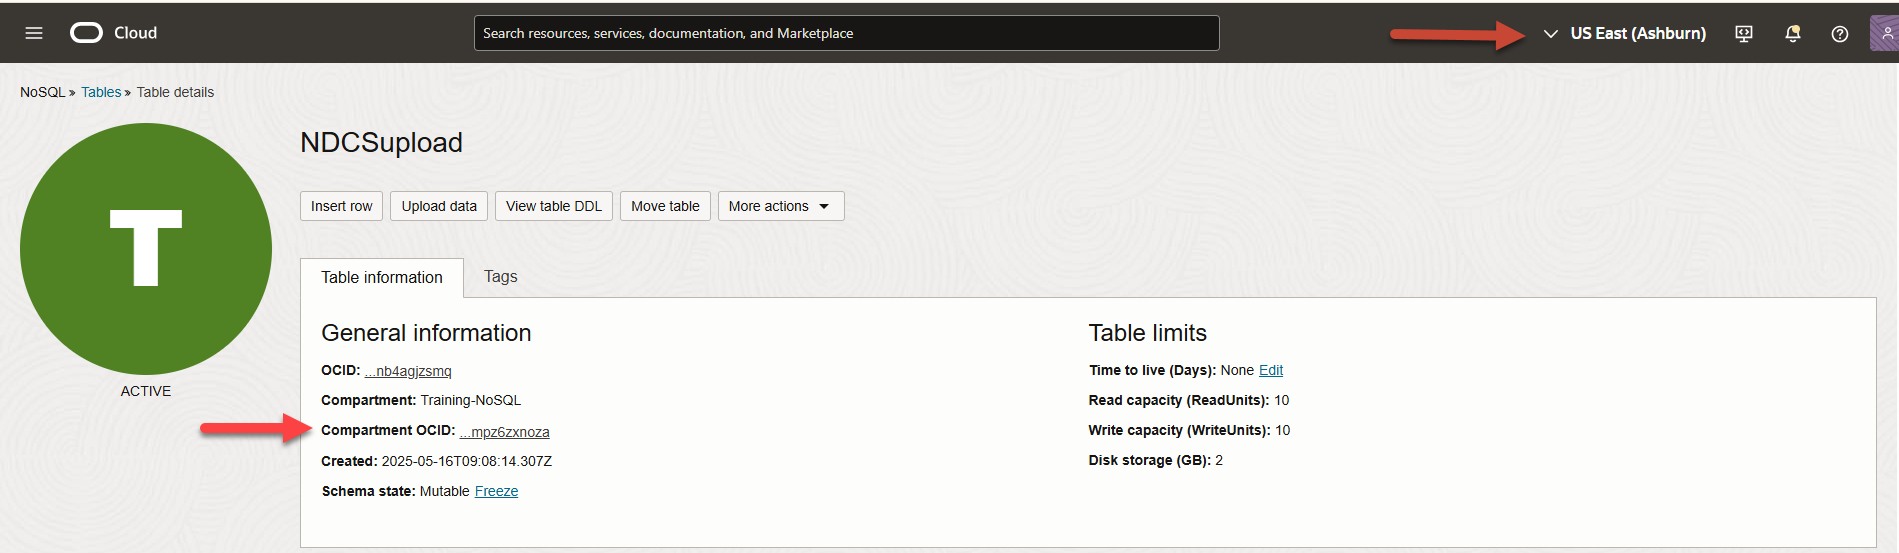 Cloud
Search resources, services, documentation, and Marketplace
US East (Ashburn)
NoSQL » Tables » Table details
T
ACTIVE
NDCSupload
Insert row
Upload data
View table DDL
Move table
More actions
Table information
Tags
General information
OCID: ...nb4agjzsmq
Compartment: Training-NoSQL
Compartment OCID: ...mpz6zxnoza
Created: 2025-05-16T09:08:14.307Z
Schema state: Mutable Freeze
Table limits
Time to live (Days): None Edit
Read capacity (ReadUnits): 10
Write capacity (WriteUnits): 10
Disk storage (GB): 2